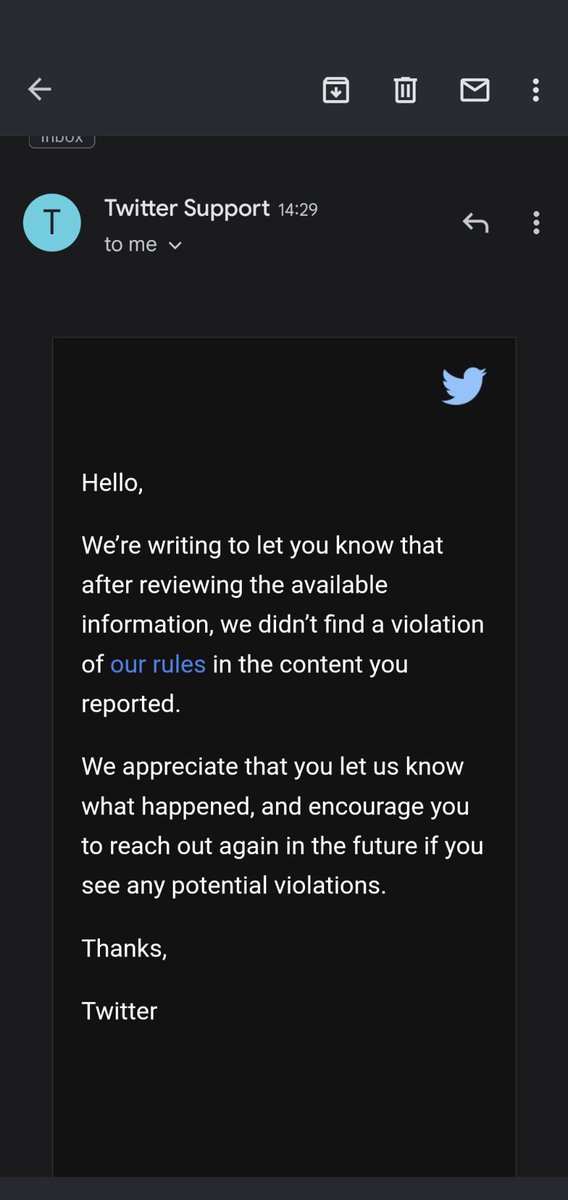 Inbox
T
Twitter Support 14:29
to me
Hello,
We’re writing to let you know that
after reviewing the available
information, we didn’t find a violation
of our rules in the content you
reported.
We appreciate that you let us know
what happened, and encourage you
to reach out again in the future if you
see any potential violations.
Thanks,
Twitter